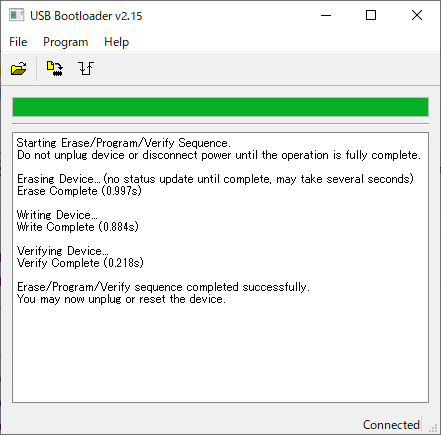 USB Bootloader v2.15
File Program Help
Starting Erase/Program/Verify Sequence.
Do not unplug device or disconnect power until the operation is fully complete.
Erasing Device... (no status update until complete, may take several seconds)
Erase Complete (0.997s)
Writing Device...
Write Complete (0.884s)
Verifying Device...
Verify Complete (0.218s)
Erase/Program/Verify sequence completed successfully.
You may now unplug or reset the device.
Connected